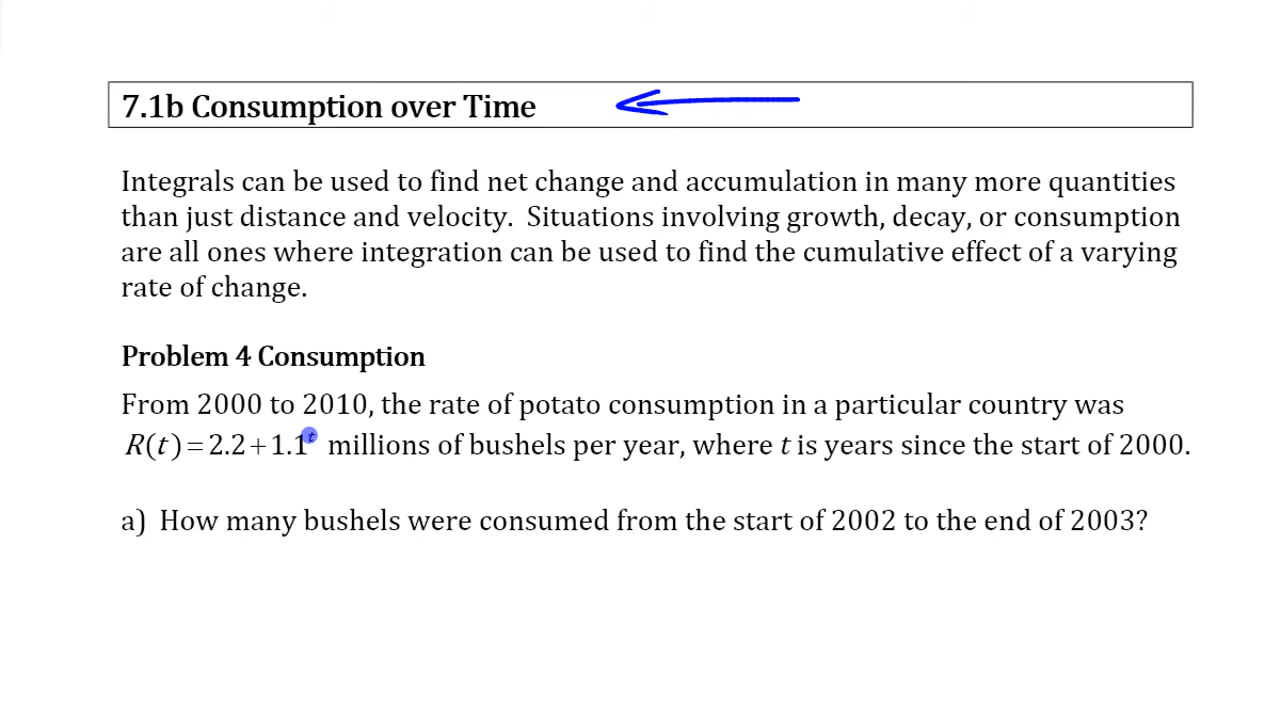 7.1b Consumption over Time
Integrals can be used to find net change and accumulation in many more quantities
than just distance and velocity.  Situations involving growth, decay, or consumption
are all ones where integration can be used to find the cumulative effect of a varying
rate of change.
Problem 4 Consumption
From 2000 to 2010, the rate of potato consumption in a particular country was
R(t) = 2.2 + 1.1^t millions of bushels per year, where t is years since the start of 2000.
a)  How many bushels were consumed from the start of 2002 to the end of 2003?